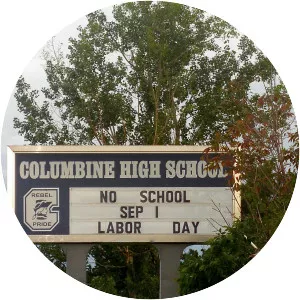 COLUMBINE HIGH SCHOOL
REBEL
PRIDE
NO SCHOOL
SEP 1
LABOR DAY